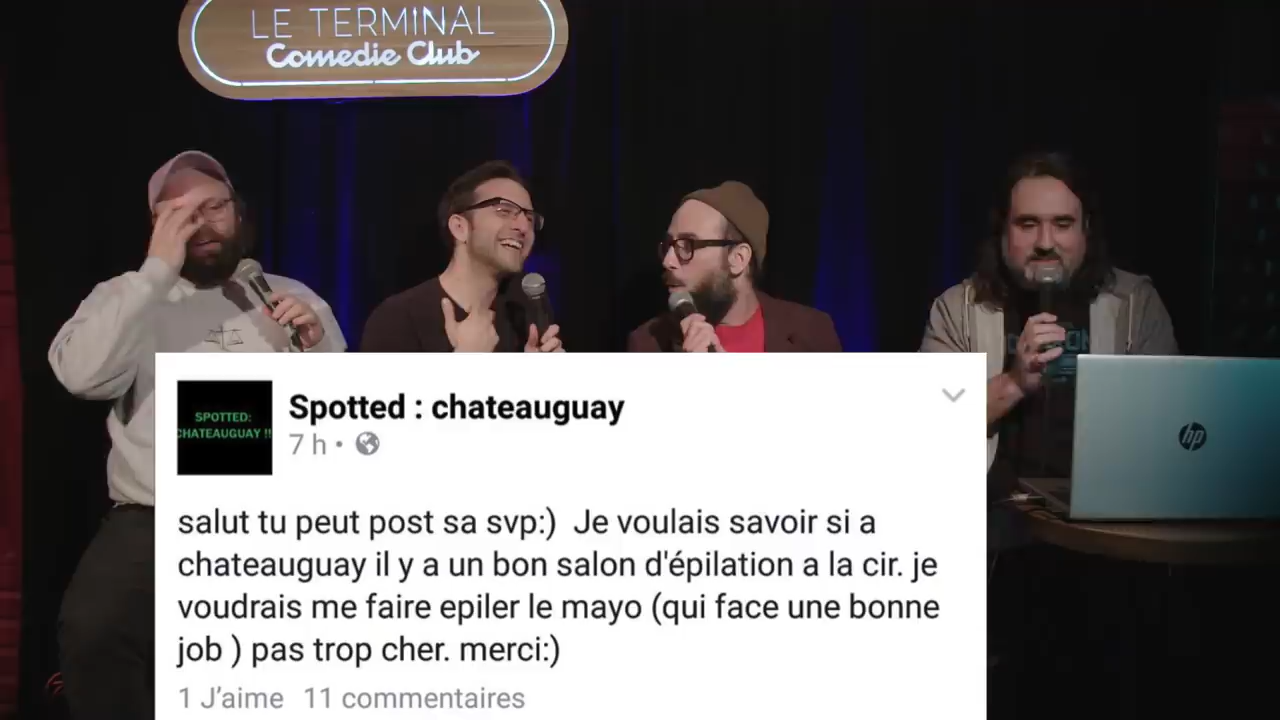 LE TERMINAL
Comedie Club
hp
SPOTTED:
CHATEAUGUAY !!
Spotted : chateauguay
7 h •
salut tu peut post sa svp:)  Je voulais savoir si a
chateauguay il y a un bon salon d'épilation a la cir. je
voudrais me faire epiler le mayo (qui face une bonne
job ) pas trop cher. merci:)
1 J'aime   11 commentaires